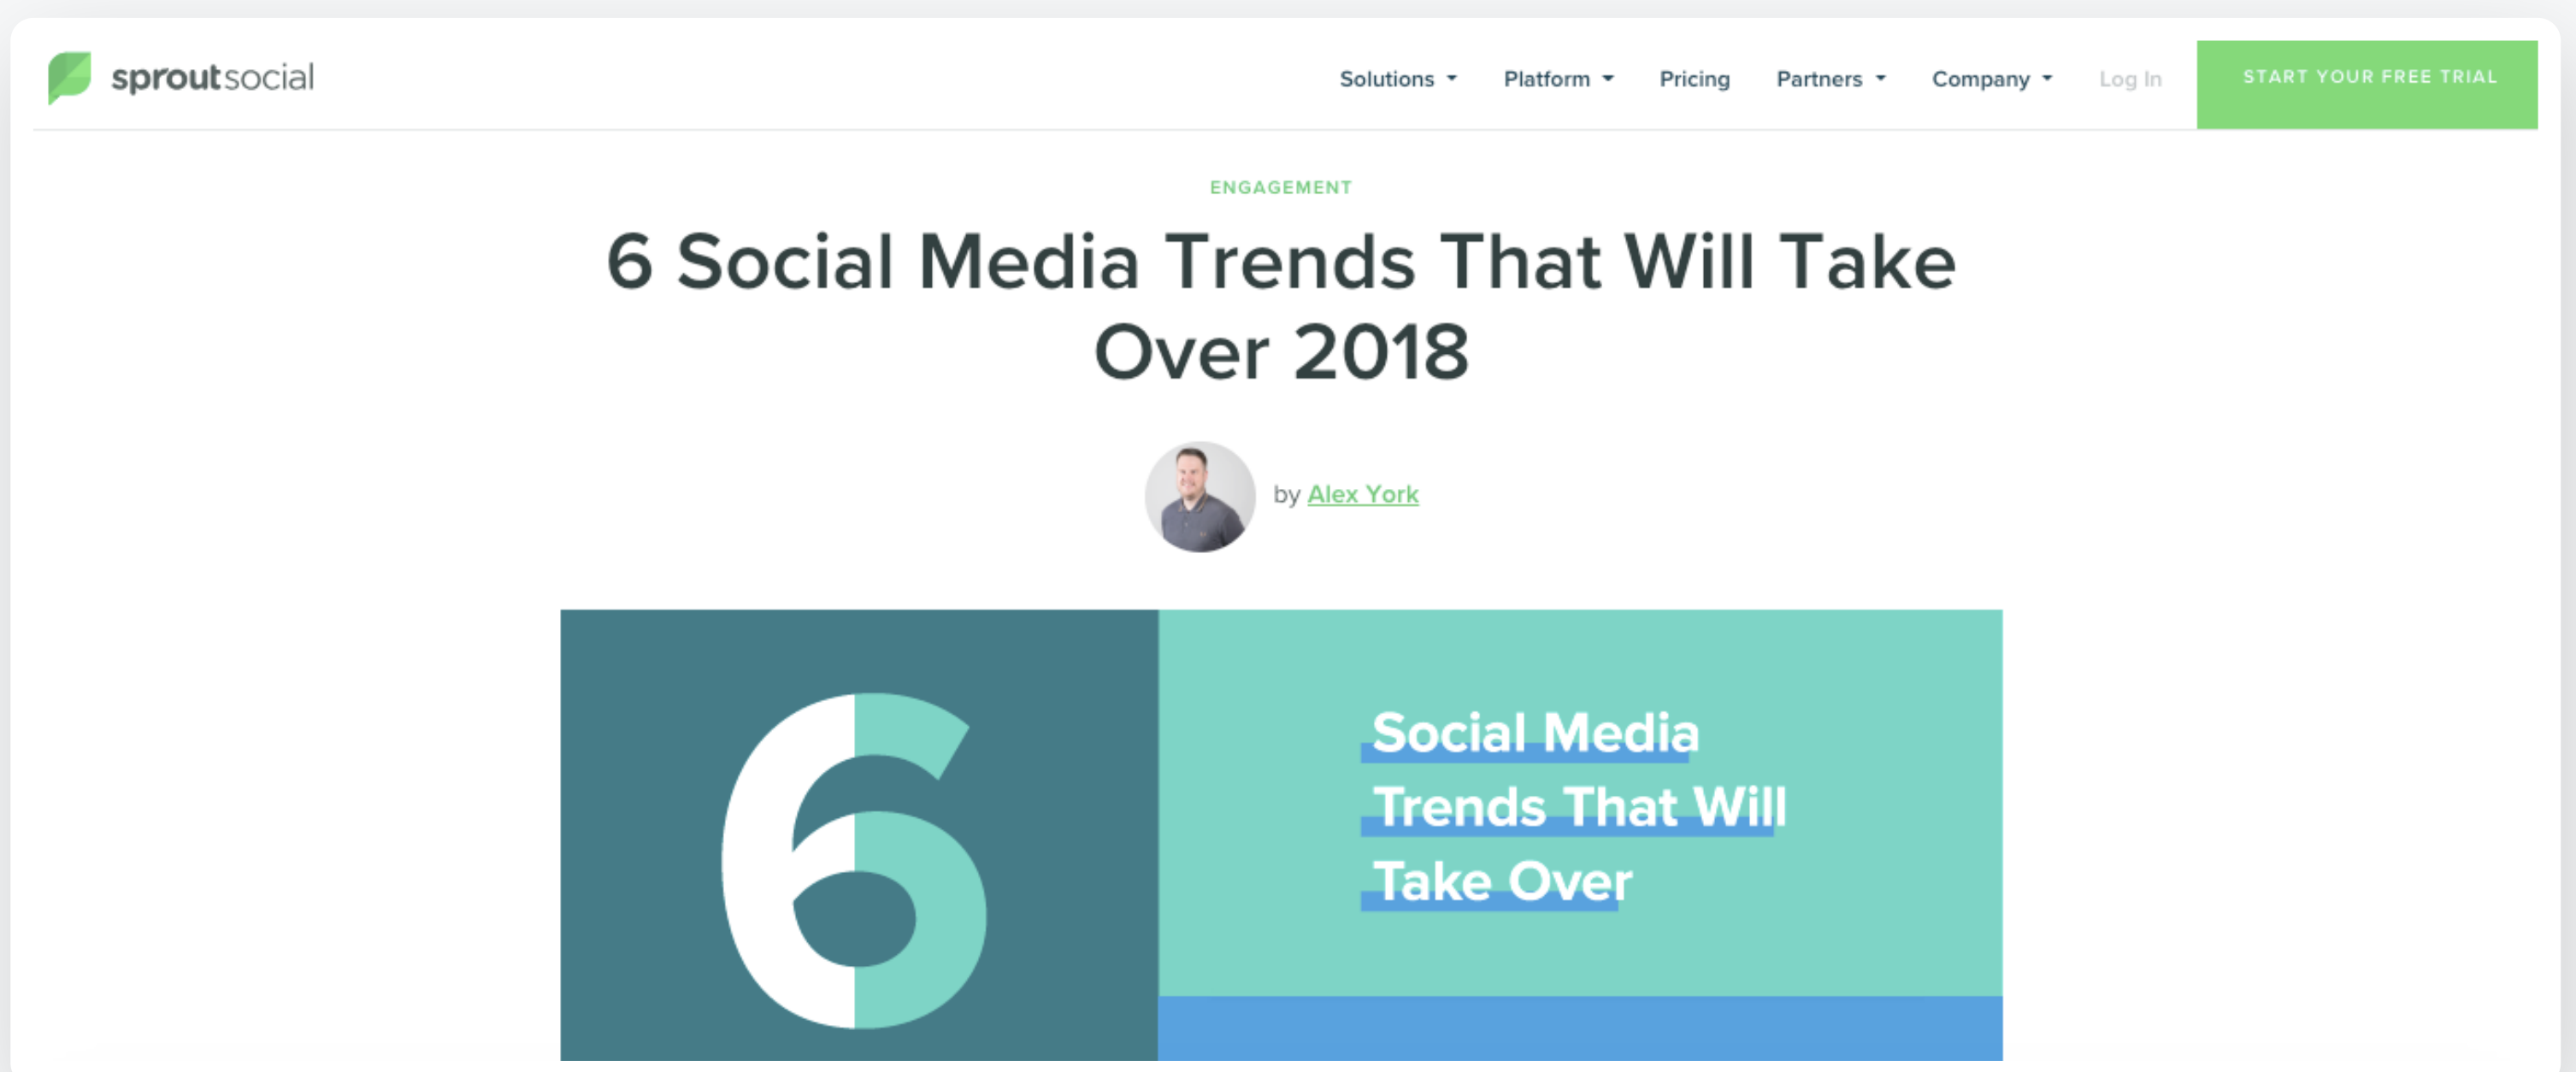 sproutsocial
Solutions Platform Pricing Partners Company Log In START YOUR FREE TRIAL
ENGAGEMENT
6 Social Media Trends That Will Take
Over 2018
by Alex York
6
Social Media
Trends That Will
Take Over